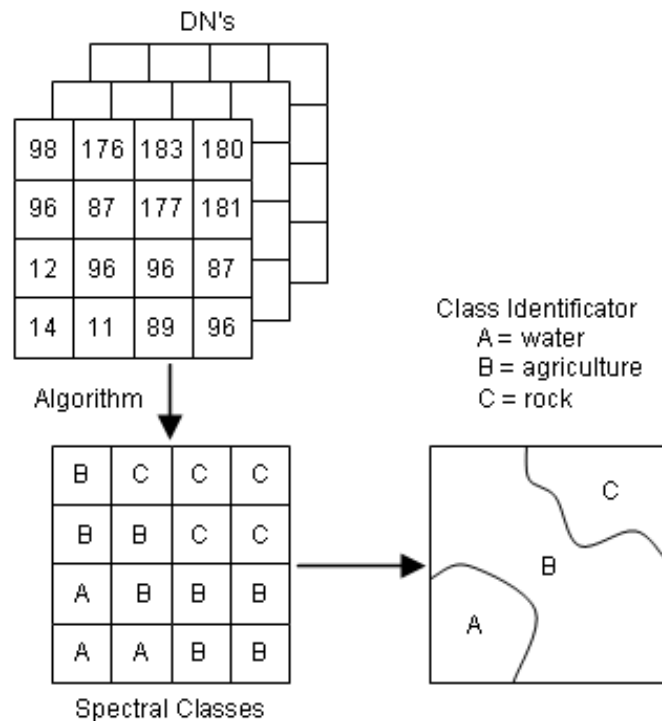 DN's
98 176 183 180
96 87 177 181
12 96 96 87
14 11 89 96
Algorithm
Class Identificator
A = water
B = agriculture
C = rock
B C C C
B B C C
A B B B
A A B B
Spectral Classes
C
B
A